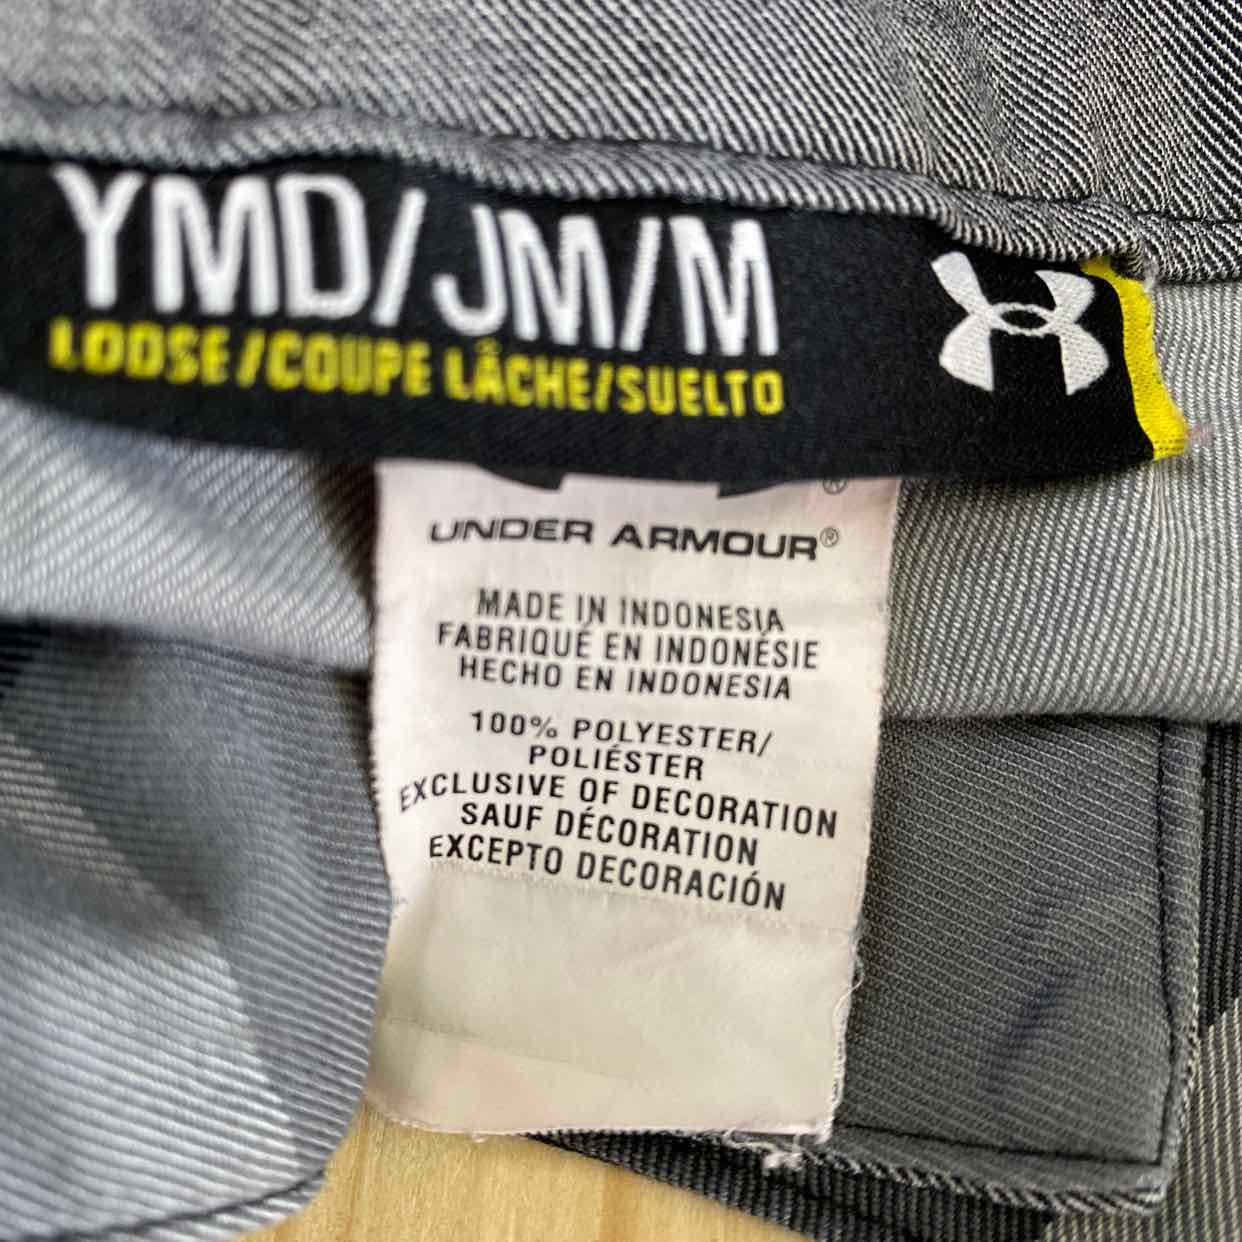 YMD/JM/M
LOOSE/COUPE LÂCHE/SUELTO
®
UNDER ARMOUR®
MADE IN INDONESIA
FABRIQUÉ EN INDONÉSIE
HECHO EN INDONESIA
100% POLYESTER/
POLIÉSTER
EXCLUSIVE OF DECORATION
SAUF DÉCORATION
EXCEPTO DECORACIÓN